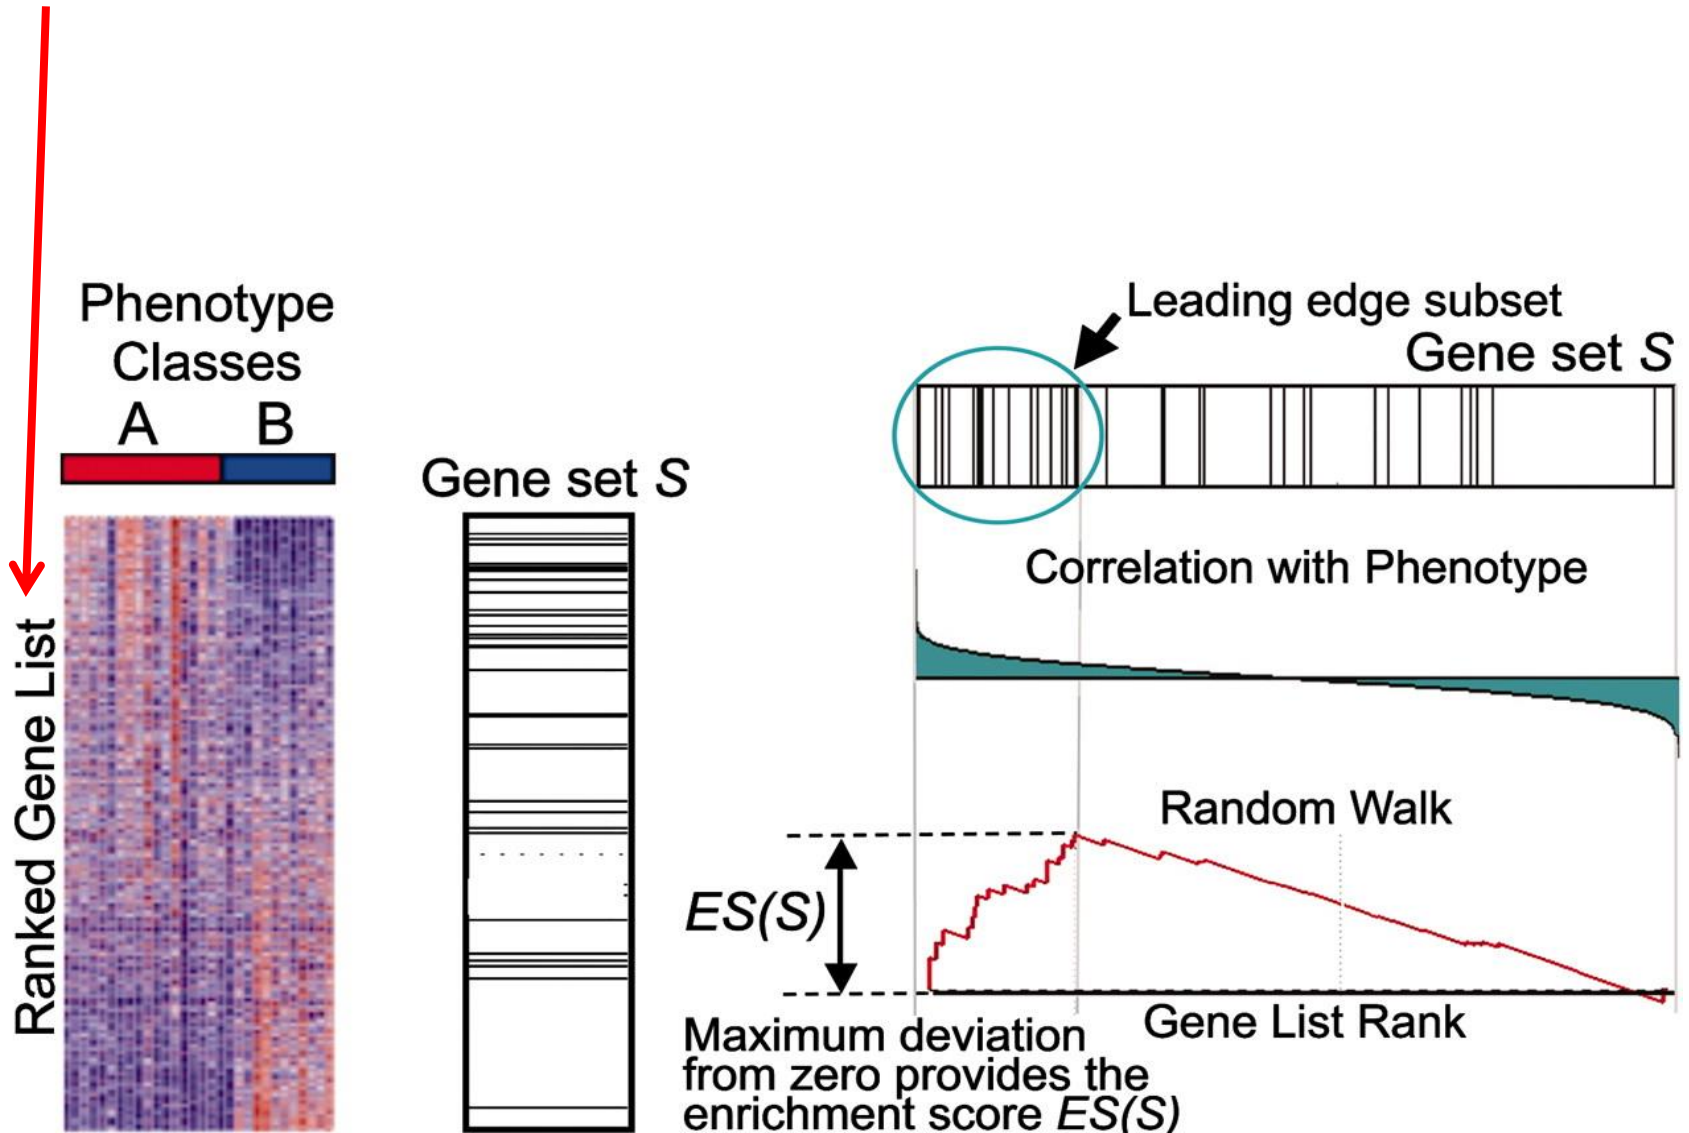 Phenotype
Classes
A B
Ranked Gene List
Gene set S
Leading edge subset
Gene set S
Correlation with Phenotype
Random Walk
ES(S)
Gene List Rank
Maximum deviation
from zero provides the
enrichment score ES(S)